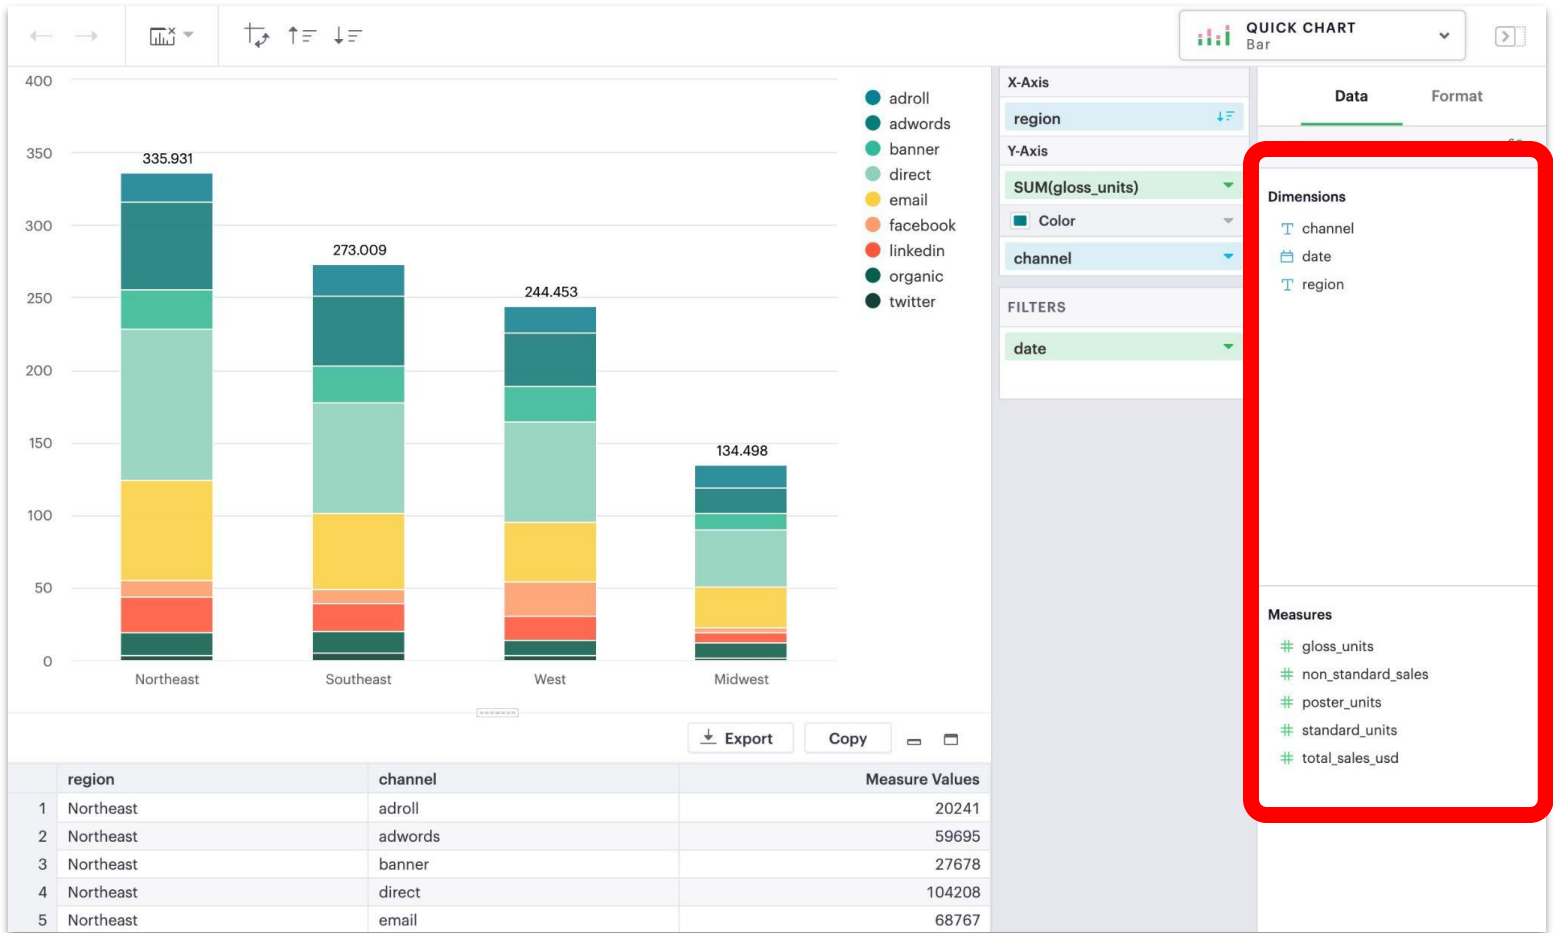 QUICK CHART
Bar
400
350
300
250
200
150
100
50
0
335.931
273.009
244.453
134.498
Northeast
Southeast
West
Midwest
adroll
adwords
banner
direct
email
facebook
linkedin
organic
twitter
X-Axis
region
Y-Axis
SUM(gloss_units)
Color
channel
FILTERS
date
Data Format
Dimensions
channel
date
region
Measures
gloss_units
non_standard_sales
poster_units
standard_units
total_sales_usd
Export Copy
region channel Measure Values
1 Northeast adroll 20241
2 Northeast adwords 59695
3 Northeast banner 27678
4 Northeast direct 104208
5 Northeast email 68767